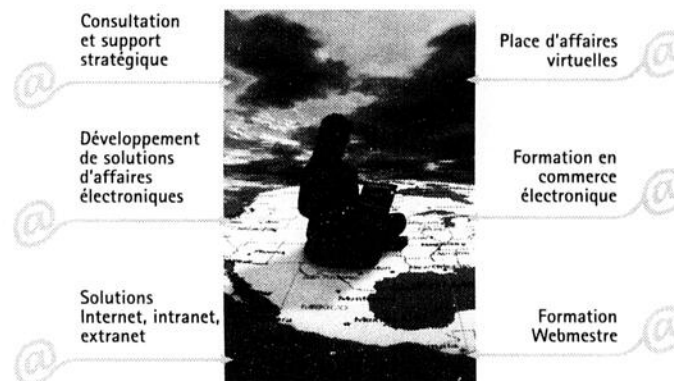 Consultation
et support
stratégique
@
Place d'affaires
virtuelles
@
Développement
de solutions
d'affaires
électroniques
@
Formation en
commerce
électronique
@
Solutions
Internet, intranet,
extranet
@
Formation
Webmestre
@
MEXICO